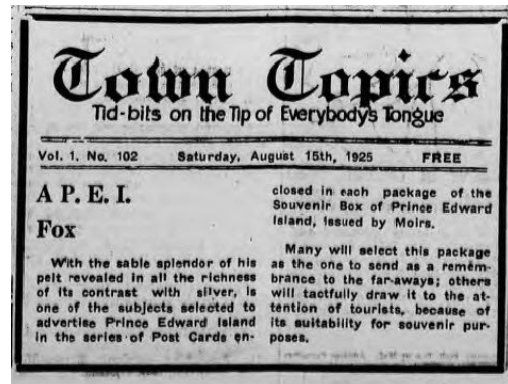 Town Topics
Tid-bits on the Tip of Everybody's Tongue
Vol. 1, No. 102 Saturday, August 15th, 1925 FREE
A P. E. I.
Fox
With the sable splendor of his
pelt revealed in all the richness
of its contrast with silver, is
one of the subjects selected to
advertise Prince Edward Island
in the series of Post Cards en-
closed in each package of the
Souvenir Box of Prince Edward
Island, issued by Moirs.
Many will select this package
as the one to send as a remem-
brance to the far-aways; others
will tactfully draw it to the at-
tention of tourists, because of
its suitability for souvenir pur-
poses.